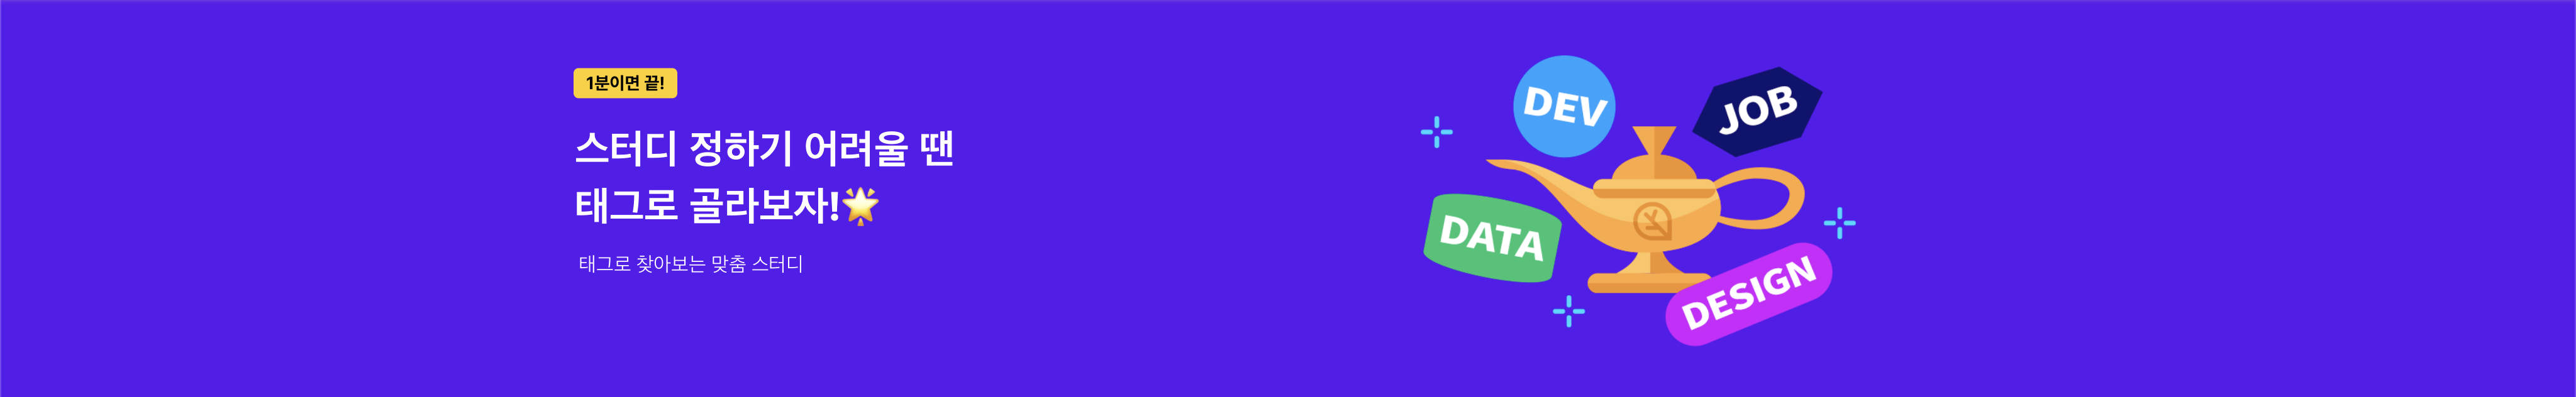 1분이면 끝!
스터디 정하기 어려울 땐
태그로 골라보자!🌟
태그로 찾아보는 맞춤 스터디
DEV
JOB
DATA
DESIGN